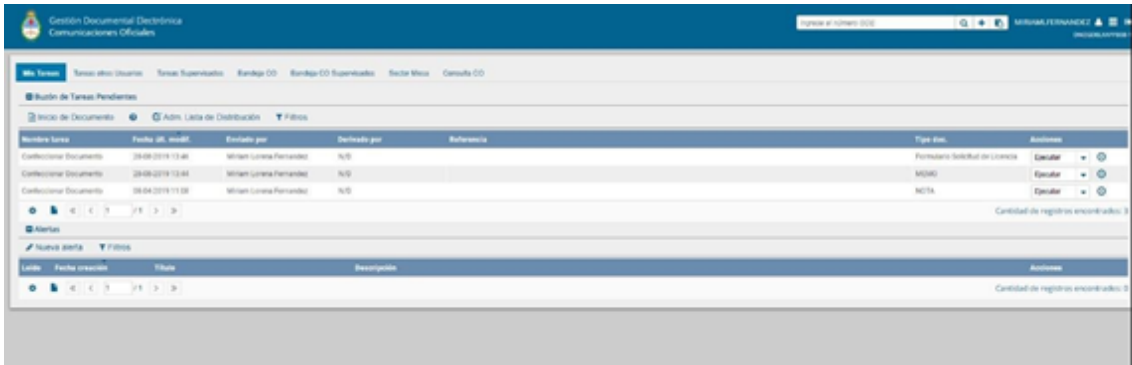 Gestión Documental Electrónica
Comunicaciones Oficiales
Ingrese el número GDE
MIRIAMLFERNANDEZ
Mis Tareas Tareas otros Usuarios Tareas Supervisados Bandeja CO Bandeja CO Supervisados Consulta CO
Buzón de Tareas Pendientes
Inicio de Documento Adm. Lista de Distribución Filtros
Nombre tarea Fecha últ. modif. Enviado por Derivado por Referencia Tipo doc. Acciones
Confeccionar Documento 28-08-2019 13:46 Miriam Lorena Fernandez N/D Formulario Solicitud de Licencia Ejecutar
Confeccionar Documento 28-08-2019 13:44 Miriam Lorena Fernandez N/D MEMO Ejecutar
Confeccionar Documento 08-04-2019 11:08 Miriam Lorena Fernandez N/D NOTA Ejecutar
1 / 1 Cantidad de registros encontrados: 3
Alertas
Nueva alerta Filtros
Leído Fecha creación Título Descripción Acciones
1 / 1 Cantidad de registros encontrados: 0